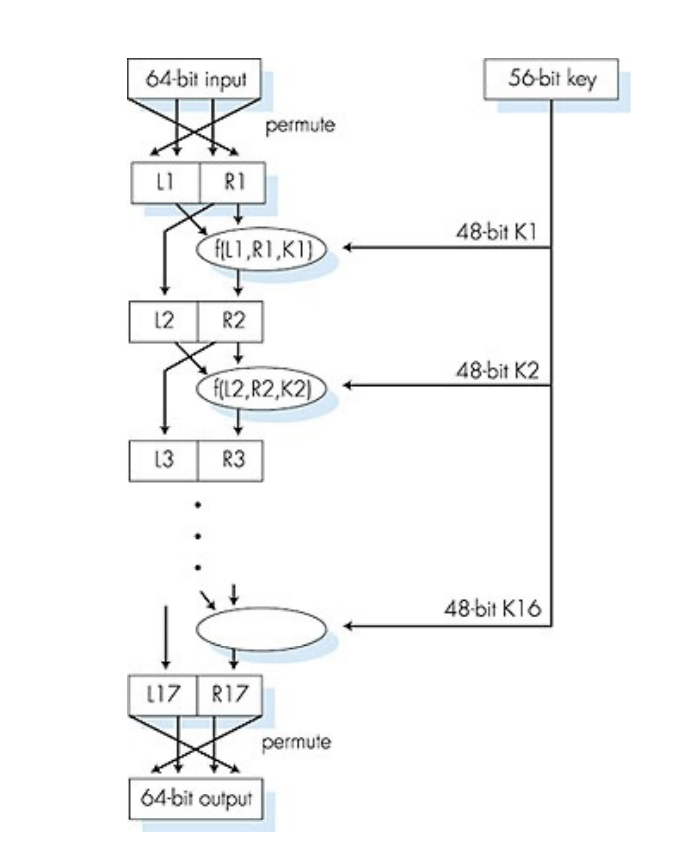 64-bit input
56-bit key
permute
L1 R1
48-bit K1
f(L1,R1,K1)
L2 R2
48-bit K2
f(L2,R2,K2)
L3 R3
48-bit K16
L17 R17
permute
64-bit output